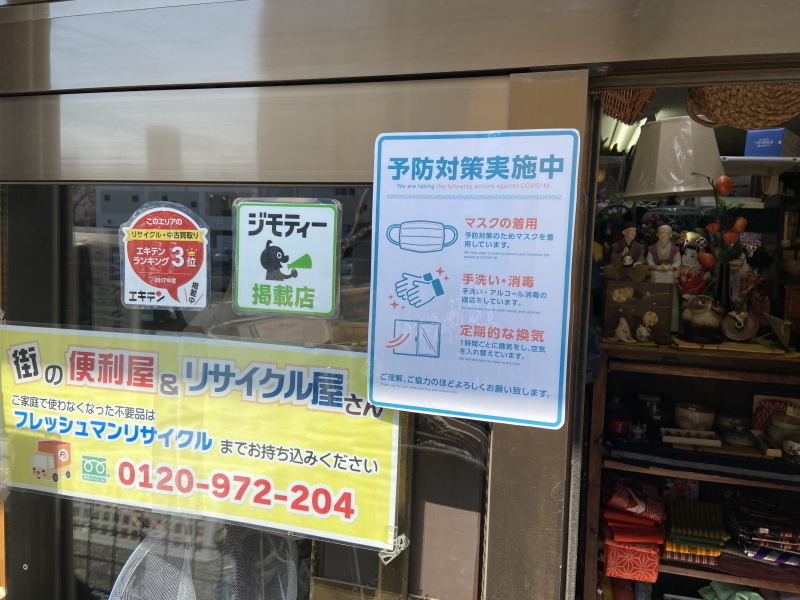 予防対策実施中
We are taking the following actions against COVID-19
マスクの着用
予防対策のためマスクを着
用しています。
手洗い・消毒
手洗い・アルコール消毒の
徹底をしています。
定期的な換気
1時間ごとに換気をし、空気
を入れ替えています。
ご理解、ご協力のほどよろしくお願い致します。
このエリアの
リサイクル・中古買取り
エキテン
ランキング 3位
2017年度
エキテン
掲載中
ジモティー
掲載店
街の便利屋&リサイクル屋さん
ご家庭で使わなくなった不要品は
フレッシュマンリサイクル までお持ち込みください
0120-972-204